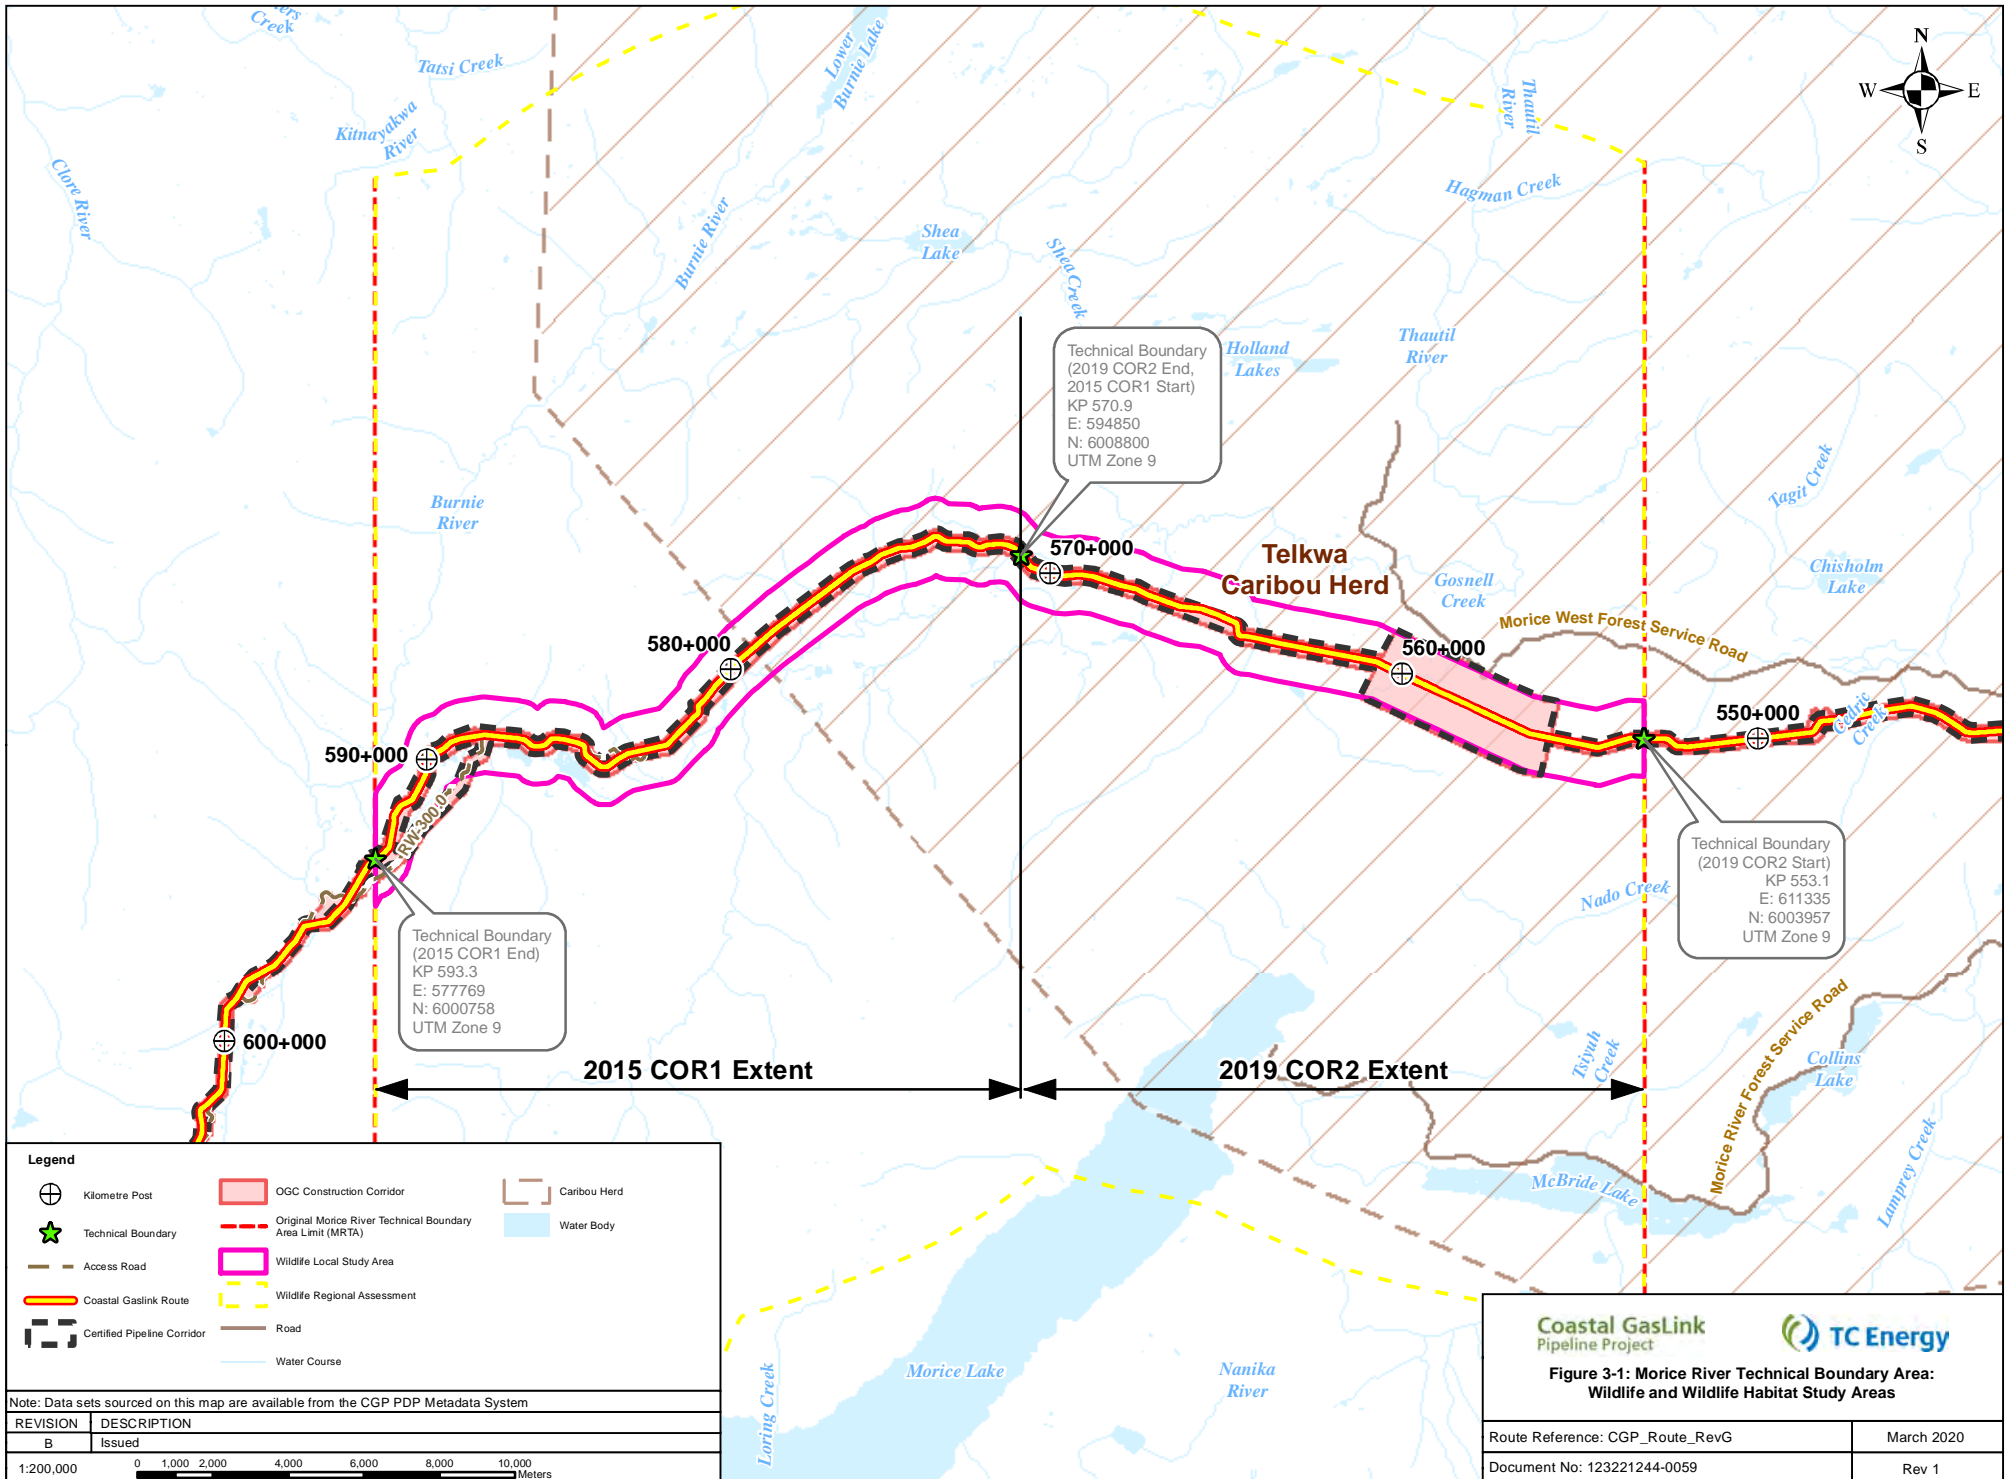 Creek
Tatsi Creek
Kitnayakwa
River
Clore River
Lower
Burnie Lake
Thautil
River
Thautil
River
N
W
E
S
Hagman Creek
Burnie River
Shea
Lake
Shea Creek
Holland
Lakes
Technical Boundary
(2019 COR2 End,
2015 COR1 Start)
KP 570.9
E: 594850
N: 6008800
UTM Zone 9
Burnie
River
Tagit Creek
570+000
Telkwa
Caribou Herd
Gosnell
Creek
Chisholm
Lake
Morice West Forest Service Road
580+000
560+000
590+000
550+000
Cedric
Creek
RW-300.0
Technical Boundary
(2019 COR2 Start)
KP 553.1
E: 611335
N: 6003957
UTM Zone 9
Nado Creek
Technical Boundary
(2015 COR1 End)
KP 593.3
E: 577769
N: 6000758
UTM Zone 9
600+000
2015 COR1 Extent
2019 COR2 Extent
Tsiyuh
Creek
Morice River Forest Service Road
Collins
Lake
McBride Lake
Lamprey Creek
Loring Creek
Morice Lake
Nanika
River
Legend
Kilometre Post
Technical Boundary
Access Road
Coastal Gaslink Route
Certified Pipeline Corridor
OGC Construction Corridor
Original Morice River Technical Boundary
Area Limit (MRTA)
Wildlife Local Study Area
Wildlife Regional Assessment
Road
Water Course
Caribou Herd
Water Body
Note: Data sets sourced on this map are available from the CGP PDP Metadata System
REVISION DESCRIPTION
B Issued
1:200,000
0 1,000 2,000 4,000 6,000 8,000 10,000
Meters
Coastal GasLink
Pipeline Project
TC Energy
Figure 3-1: Morice River Technical Boundary Area:
Wildlife and Wildlife Habitat Study Areas
Route Reference: CGP_Route_RevG
March 2020
Document No: 123221244-0059
Rev 1